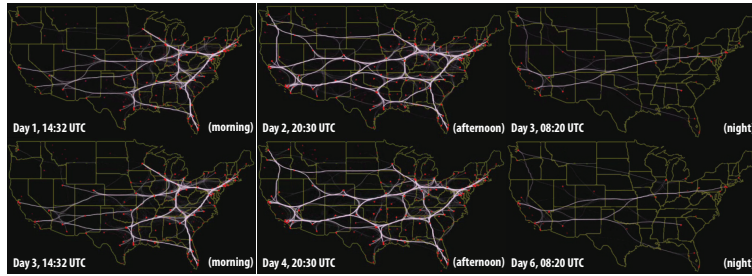 Day 1, 14:32 UTC (morning)
Day 2, 20:30 UTC (afternoon)
Day 3, 08:20 UTC (night
Day 3, 14:32 UTC (morning)
Day 4, 20:30 UTC (afternoon)
Day 6, 08:20 UTC (night